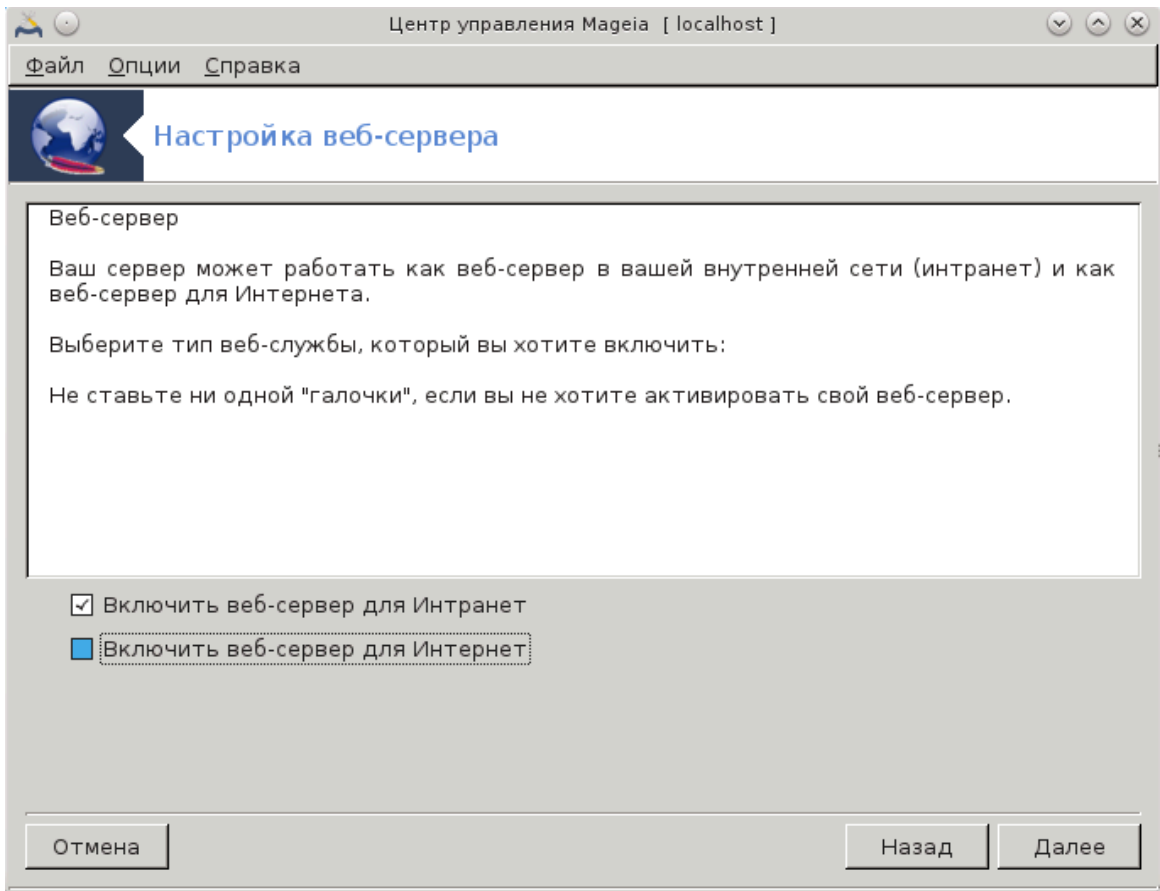 Центр управления Mageia [ localhost ]
Файл Опции Справка
Настройка веб-сервера
Веб-сервер
Ваш сервер может работать как веб-сервер в вашей внутренней сети (интранет) и как
веб-сервер для Интернета.
Выберите тип веб-службы, который вы хотите включить:
Не ставьте ни одной "галочки", если вы не хотите активировать свой веб-сервер.
Включить веб-сервер для Интранет
Включить веб-сервер для Интернет
Отмена Назад Далее